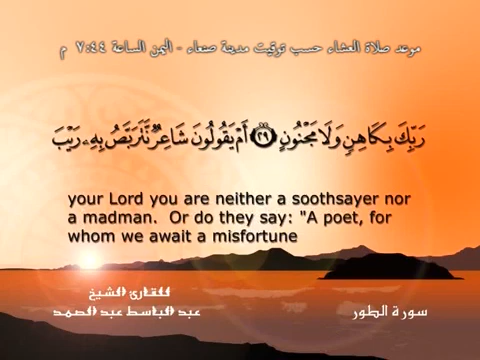 موعد صلاة العشاء حسب توقيت مدينة صنعاء - اليمن الساعة ٧:٤٤ م
رَبِّكَ بِكَاهِنٍ وَلَا مَجْنُونٍ ٢٩ أَمْ يَقُولُونَ شَاعِرٌ نَّتَرَبَّصُ بِهِۦ رَيْبَ
your Lord you are neither a soothsayer nor
a madman. Or do they say: "A poet, for
whom we await a misfortune
للقارئ الشيخ
عبد الباسط عبد الصمد
سورة الطور